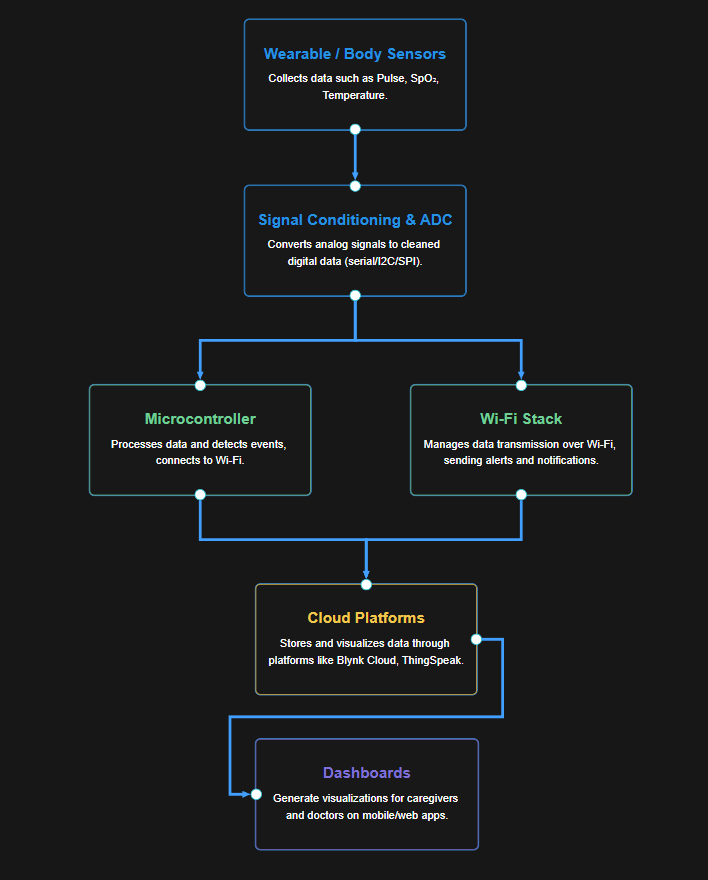 Wearable / Body Sensors
Collects data such as Pulse, SpO₂,
Temperature.
Signal Conditioning & ADC
Converts analog signals to cleaned
digital data (serial/I2C/SPI).
Microcontroller
Processes data and detects events,
connects to Wi-Fi.
Wi-Fi Stack
Manages data transmission over Wi-Fi,
sending alerts and notifications.
Cloud Platforms
Stores and visualizes data through
platforms like Blynk Cloud, ThingSpeak.
Dashboards
Generate visualizations for caregivers
and doctors on mobile/web apps.